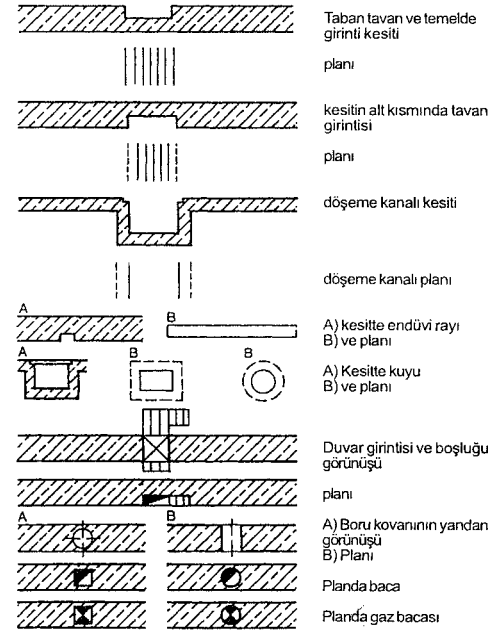 Taban tavan ve temelde
girinti kesiti
planı
kesitin alt kısmında tavan
girintisi
planı
döşeme kanalı kesiti
döşeme kanalı planı
A
B
A) kesitte endüvi rayı
B) ve planı
A
B
B
A) Kesitte kuyu
B) ve planı
Duvar girintisi ve boşluğu
görünüşü
planı
A
B
A) Boru kovanının yandan
görünüşü
B) Planı
Planda baca
Planda gaz bacası